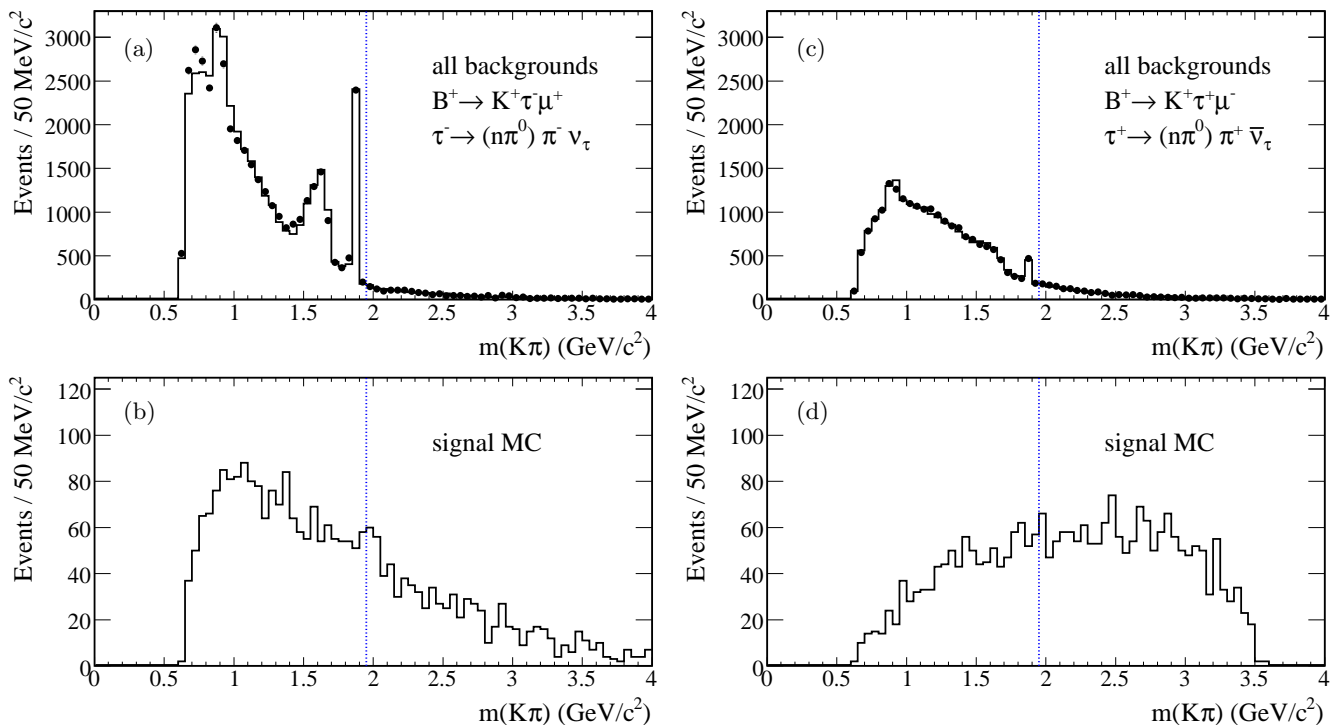 Events / 50 MeV/c²
3000
2500
2000
1500
1000
500
0
(a)
all backgrounds
B⁺→ K⁺τ⁻μ⁺
τ⁻→ (nπ⁰) π⁻ ν_τ
0 0.5 1 1.5 2 2.5 3 3.5 4
m(Kπ) (GeV/c²)
Events / 50 MeV/c²
3000
2500
2000
1500
1000
500
0
(c)
all backgrounds
B⁺→ K⁺τ⁺μ⁻
τ⁺→ (nπ⁰) π⁺ ν̄_τ
0 0.5 1 1.5 2 2.5 3 3.5 4
m(Kπ) (GeV/c²)
Events / 50 MeV/c²
120
100
80
60
40
20
0
(b)
signal MC
0 0.5 1 1.5 2 2.5 3 3.5 4
m(Kπ) (GeV/c²)
Events / 50 MeV/c²
120
100
80
60
40
20
0
(d)
signal MC
0 0.5 1 1.5 2 2.5 3 3.5 4
m(Kπ) (GeV/c²)